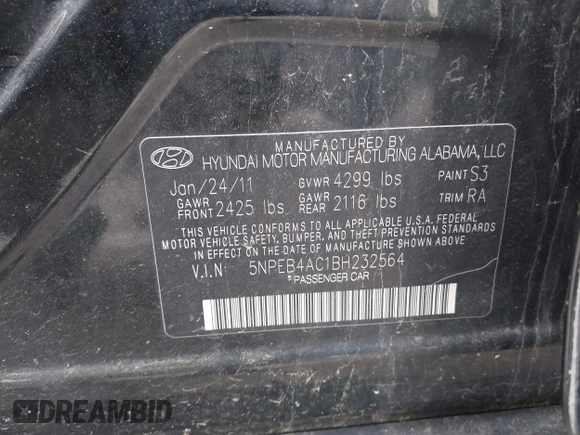 MANUFACTURED BY
HYUNDAI MOTOR MANUFACTURING ALABAMA, LLC
Jan/24/11 GVWR 4299 lbs PAINT S3
GAWR FRONT 2425 lbs GAWR REAR 2116 lbs TRIM RA
THIS VEHICLE CONFORMS TO ALL APPLICABLE U.S.A. FEDERAL
MOTOR VEHICLE SAFETY, BUMPER, AND THEFT PREVENTION STANDARDS
IN EFFECT ON THE DATE OF MANUFACTURE SHOWN ABOVE.
V.I.N 5NPEB4AC1BH232564
*PASSENGER CAR*
DREAMBID